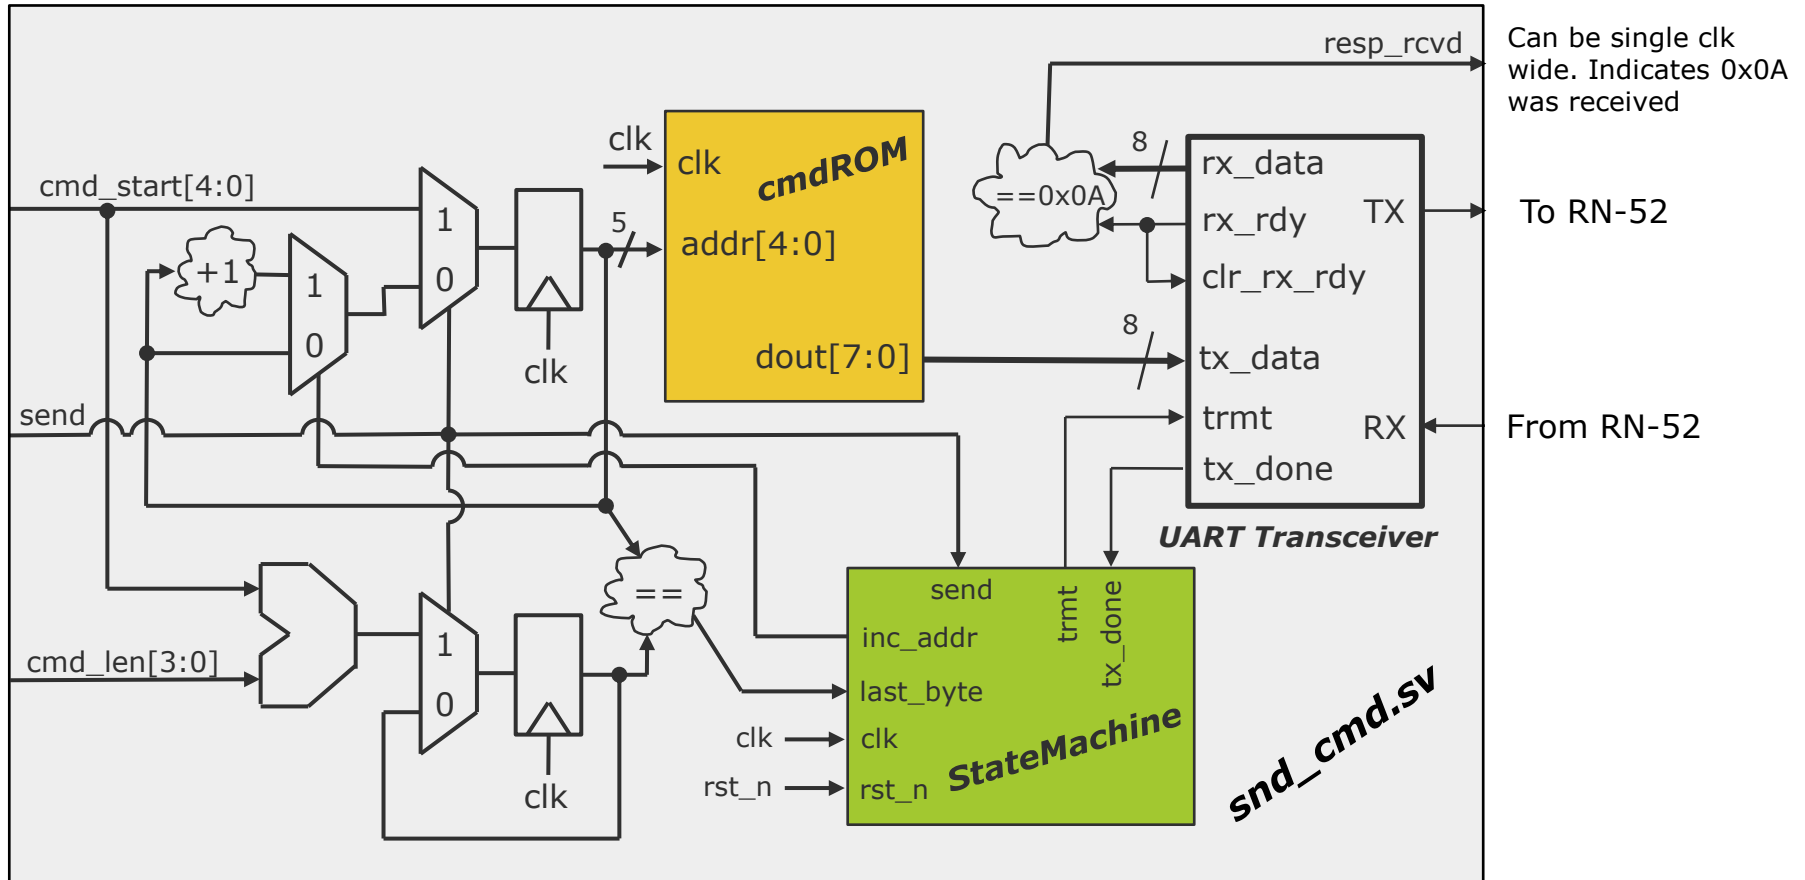 resp_rcvd
Can be single clk
wide. Indicates 0x0A
was received
cmd_start[4:0]
+1
1
0
1
0
clk
clk
clk
cmdROM
5
addr[4:0]
dout[7:0]
==0x0A
8
rx_data
rx_rdy
clr_rx_rdy
8
tx_data
trmt
tx_done
TX
RX
UART Transceiver
To RN-52
From RN-52
send
cmd_len[3:0]
1
0
clk
==
send
trmt
tx_done
inc_addr
last_byte
clk
clk
rst_n
rst_n
StateMachine
snd_cmd.sv